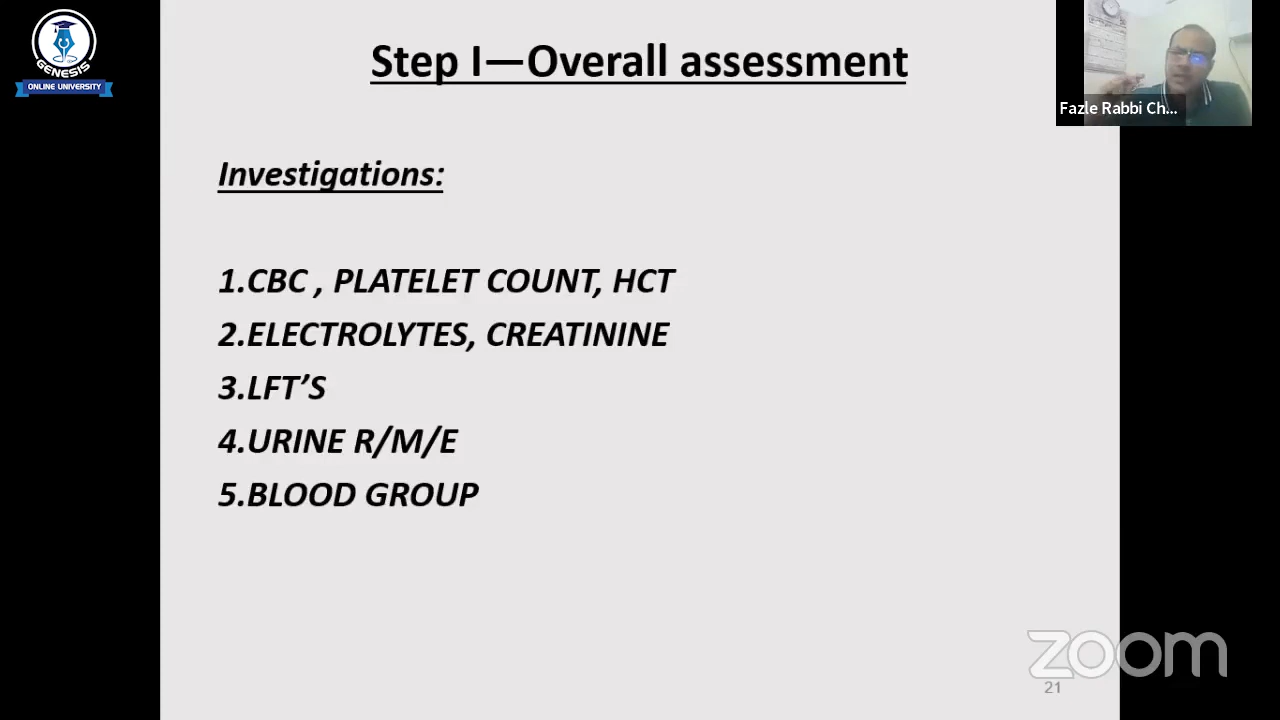 GENESIS
ONLINE UNIVERSITY
Step I—Overall assessment
Fazle Rabbi Ch...
Investigations:
1.CBC , PLATELET COUNT, HCT
2.ELECTROLYTES, CREATININE
3.LFT’S
4.URINE R/M/E
5.BLOOD GROUP
zoom
21